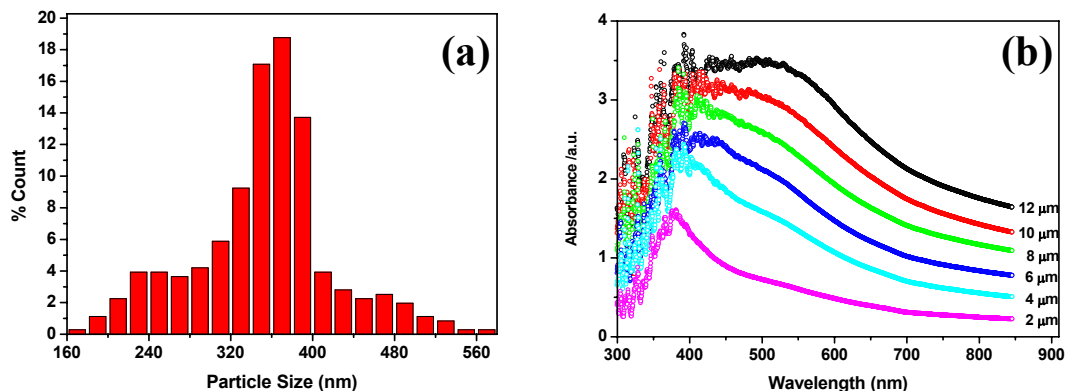 (a)
% Count
20
18
16
14
12
10
8
6
4
2
0
160 240 320 400 480 560
Particle Size (nm)
(b)
Absorbance /a.u.
4
3
2
1
0
12 μm
10 μm
8 μm
6 μm
4 μm
2 μm
300 400 500 600 700 800 900
Wavelength (nm)